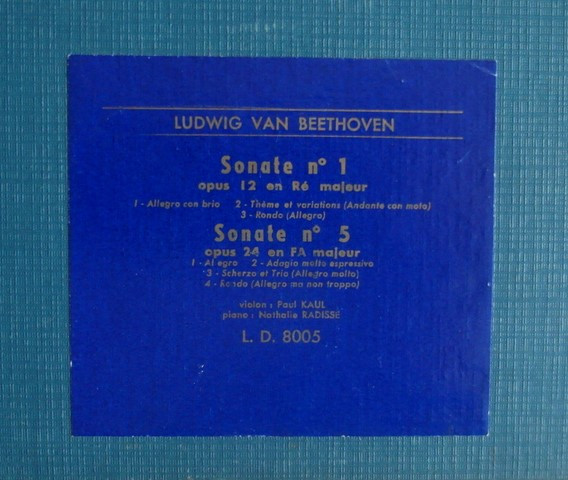 LUDWIG VAN BEETHOVEN
Sonate n° 1
opus 12 en Ré majeur
1 - Allegro con brio 2 - Thème et variations (Andante con moto)
3 - Rondo (Allegro)
Sonate n° 5
opus 24 en FA majeur
1 - Allegro 2 - Adagio molto espressivo
3 - Scherzo et Trio (Allegro molto)
4 - Rondo (Allegro ma non troppo)
violon : Paul KAUL
piano : Nathalie RADISSE
L. D. 8005